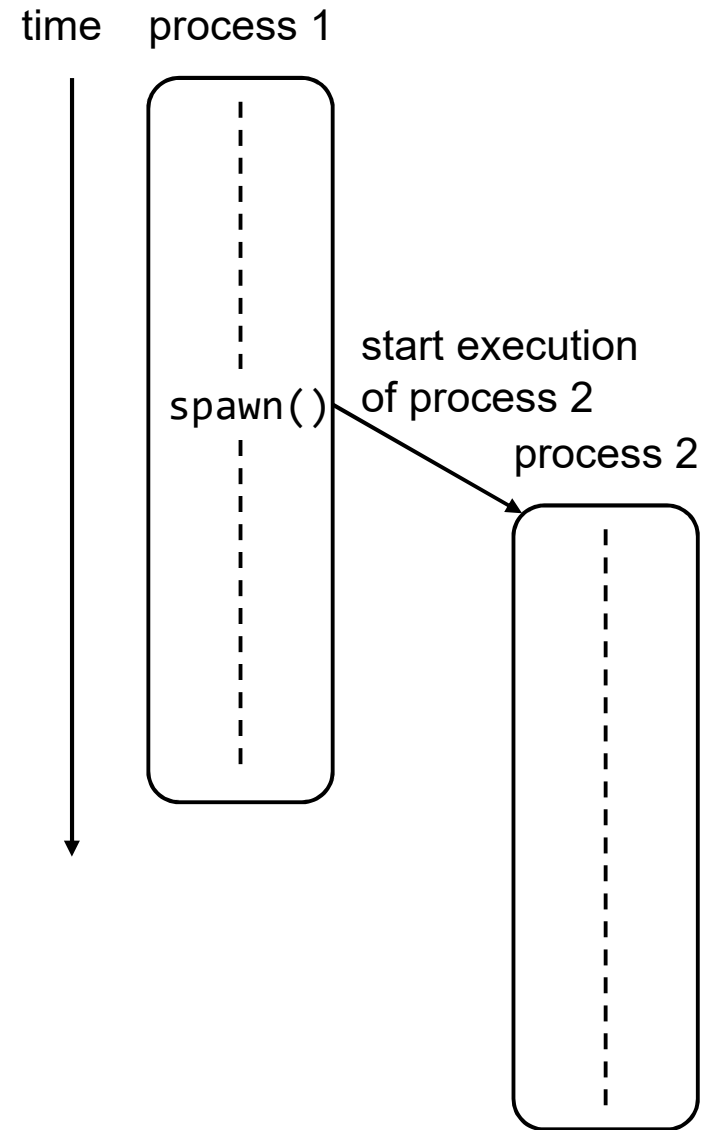 time process 1
start execution
spawn() of process 2
process 2